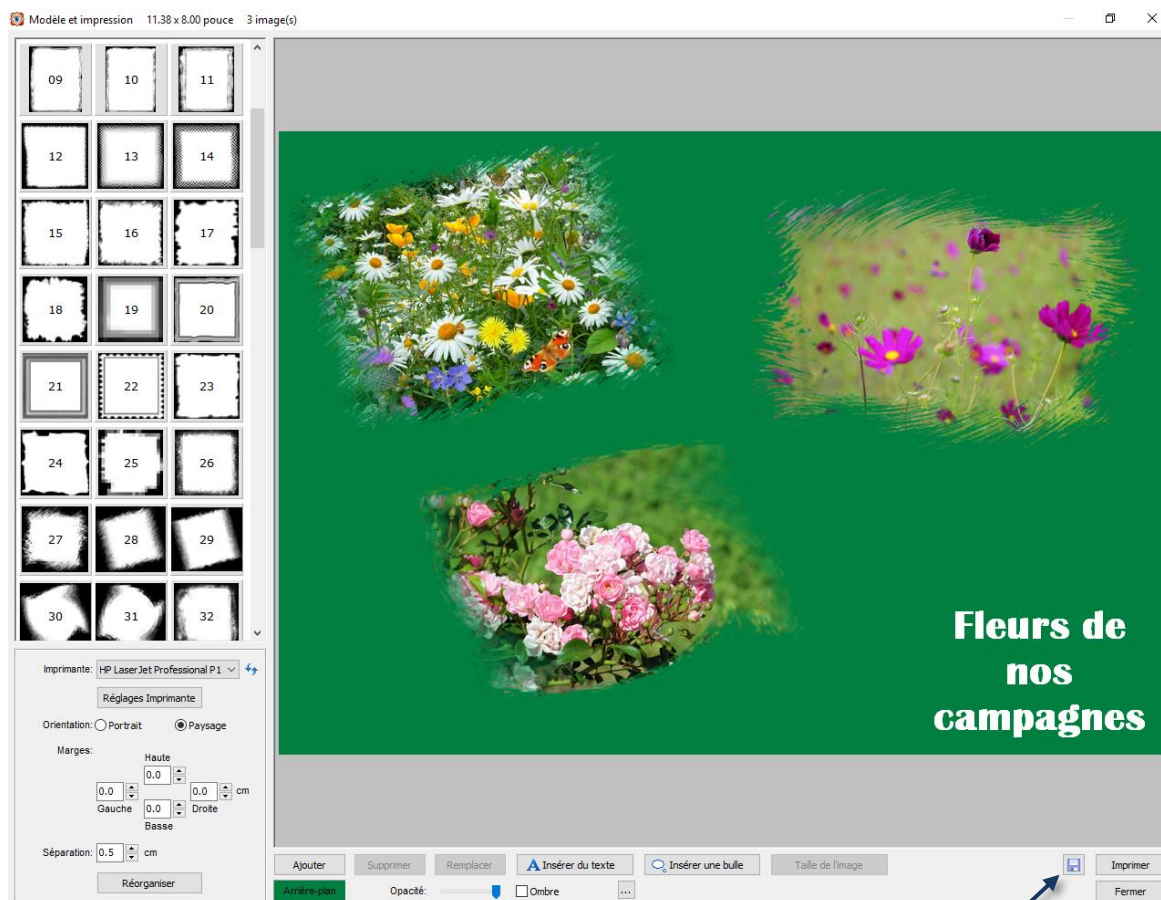 Modèle et impression 11.38 x 8.00 pouce 3 image(s)
09 10 11
12 13 14
15 16 17
18 19 20
21 22 23
24 25 26
27 28 29
30 31 32
Imprimante: HP LaserJet Professional P1
Réglages Imprimante
Orientation: Portrait Paysage
Marges:
Haute
0.0
0.0 0.0 cm
Gauche 0.0 Droite
Basse
Séparation: 0.5 cm
Réorganiser
Fleurs de
nos
campagnes
Ajouter Supprimer Remplacer A Insérer du texte Insérer une bulle Taille de l'image Imprimer
Arrière-plan Opacité: Ombre ... Fermer